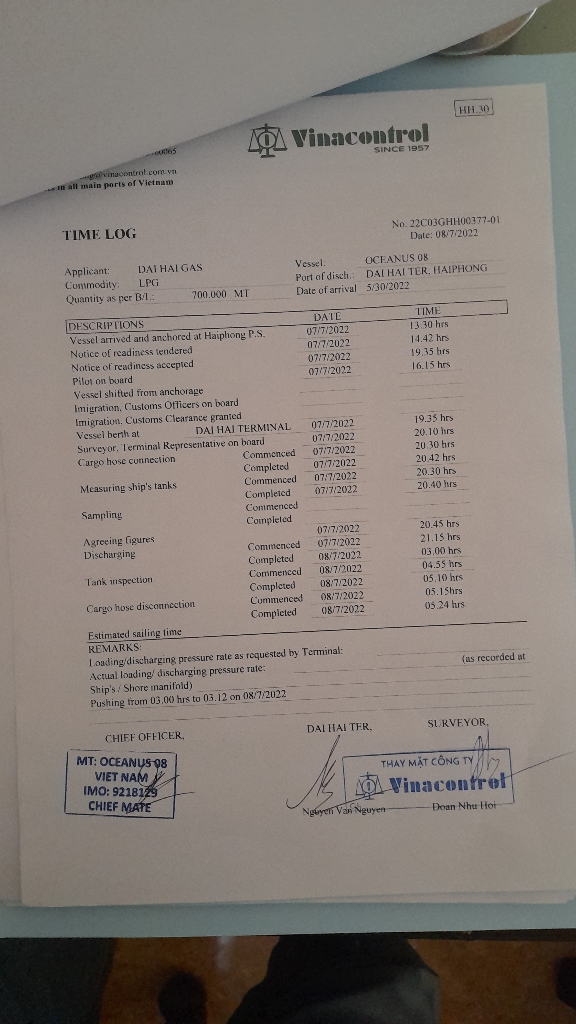 HH.30
Vinacontrol
SINCE 1957
@vinacontrol.com.vn
in all main ports of Vietnam
TIME LOG
No. 22C03GHH00377-01
Date: 08/7/2022
Applicant: DAI HAI GAS
Commodity: LPG
Quantity as per B/L: 700.000 MT
Vessel: OCEANUS 08
Port of disch.: DAI HAI TER, HAIPHONG
Date of arrival 5/30/2022
DESCRIPTIONS DATE TIME
Vessel arrived and anchored at Haiphong P.S. 07/7/2022 13.30 hrs
Notice of readiness tendered 07/7/2022 14.42 hrs
Notice of readiness accepted 07/7/2022 19.35 hrs
Pilot on board 07/7/2022 16.15 hrs
Vessel shifted from anchorage
Imigration, Customs Officers on board
Imigration, Customs Clearance granted
Vessel berth at DAI HAI TERMINAL 07/7/2022 19.35 hrs
Surveyor, Terminal Representative on board 07/7/2022 20.10 hrs
Cargo hose connection Commenced 07/7/2022 20.30 hrs
Completed 07/7/2022 20.42 hrs
Measuring ship's tanks Commenced 07/7/2022 20.30 hrs
Completed 07/7/2022 20.40 hrs
Sampling Commenced
Completed
Agreeing figures 07/7/2022 20.45 hrs
Discharging Commenced 07/7/2022 21.15 hrs
Completed 08/7/2022 03.00 hrs
Tank inspection Commenced 08/7/2022 04.55 hrs
Completed 08/7/2022 05.10 hrs
Cargo hose disconnection Commenced 08/7/2022 05.15hrs
Completed 08/7/2022 05.24 hrs
Estimated sailing time
REMARKS:
Loading/discharging pressure rate as requested by Terminal:
Actual loading/ discharging pressure rate: (as recorded at
Ship's / Shore manifold)
Pushing from 03.00 hrs to 03.12 on 08/7/2022
CHIEF OFFICER, DAI HAI TER, SURVEYOR,
MT: OCEANUS 08
VIET NAM
IMO: 9218129
CHIEF MATE
THAY MẶT CÔNG TY
Vinacontrol
Nguyen Van Nguyen
Doan Nhu Hoi